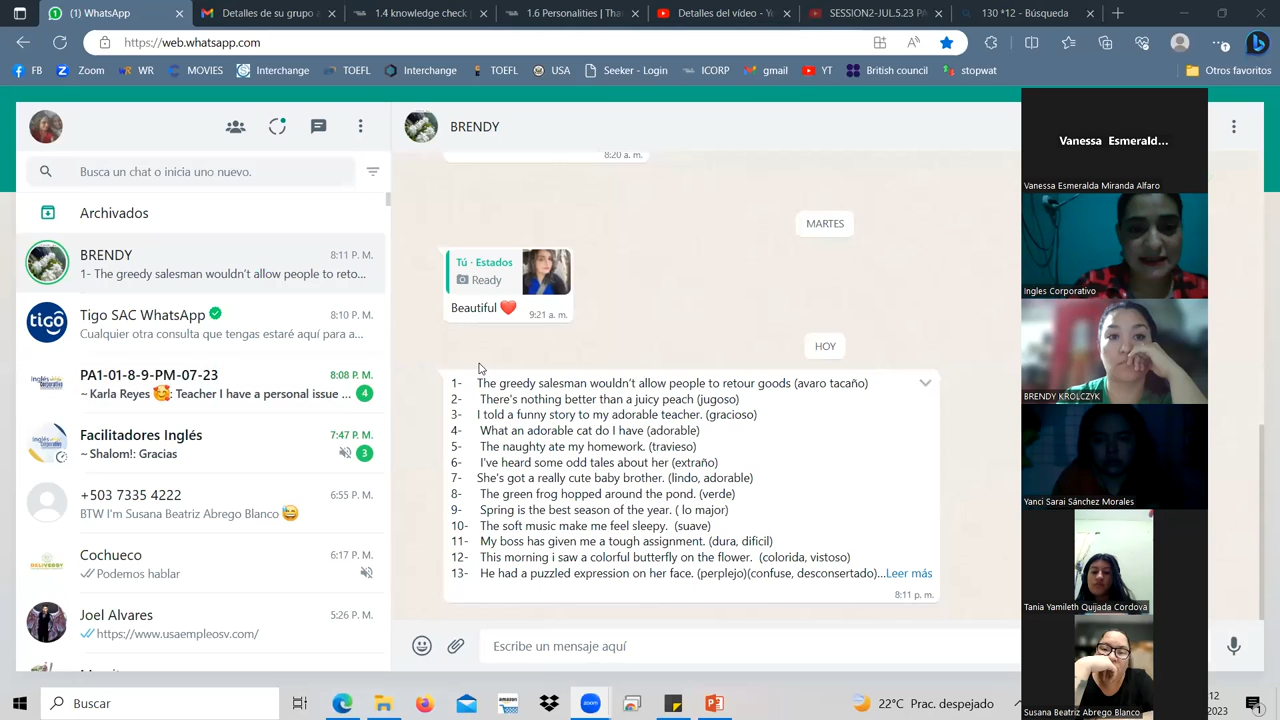 (1) WhatsApp
Detalles de su grupo a
1.4 knowledge check |
1.6 Personalities | Tha
Detalles del vídeo - Yo
SESSION2-JUL.5.23 PA
130 *12 - Búsqueda
https://web.whatsapp.com
FB
Zoom
WR
MOVIES
Interchange
TOEFL
Interchange
TOEFL
USA
Seeker - Login
ICORP
gmail
YT
British council
stopwat
Otros favoritos
Busca un chat o inicia uno nuevo.
Archivados
BRENDY
8:11 P. M.
1- The greedy salesman wouldn't allow people to reto...
Tigo SAC WhatsApp
8:10 P. M.
Cualquier otra consulta que tengas estaré aquí para a...
PA1-01-8-9-PM-07-23
8:08 P. M.
~ Karla Reyes 🥰: Teacher I have a personal issue ...
4
Facilitadores Inglés
7:47 P. M.
~ Shalom!: Gracias
3
+503 7335 4222
6:55 P. M.
BTW I'm Susana Beatriz Abrego Blanco 😅
Cochueco
6:17 P. M.
Podemos hablar
Joel Alvares
5:26 P. M.
https://www.usaempleosv.com/
BRENDY
8:20 a. m.
MARTES
Tú · Estados
Ready
Beautiful ❤️
9:21 a. m.
HOY
1- The greedy salesman wouldn't allow people to retour goods (avaro tacaño)
2- There's nothing better than a juicy peach (jugoso)
3- I told a funny story to my adorable teacher. (gracioso)
4- What an adorable cat do I have (adorable)
5- The naughty ate my homework. (travieso)
6- I've heard some odd tales about her (extraño)
7- She's got a really cute baby brother. (lindo, adorable)
8- The green frog hopped around the pond. (verde)
9- Spring is the best season of the year. ( lo major)
10- The soft music make me feel sleepy. (suave)
11- My boss has given me a tough assignment. (dura, dificil)
12- This morning i saw a colorful butterfly on the flower. (colorida, vistoso)
13- He had a puzzled expression on her face. (perplejo)(confuse, desconsertado)...Leer más
8:11 p. m.
Escribe un mensaje aquí
Vanessa Esmerald...
Vanessa Esmeralda Miranda Alfaro
Ingles Corporativo
BRENDY KROLCZYK
Yanci Sarai Sánchez Morales
Tania Yamileth Quijada Cordova
Susana Beatriz Abrego Blanco
Buscar
22°C Prac. despejado